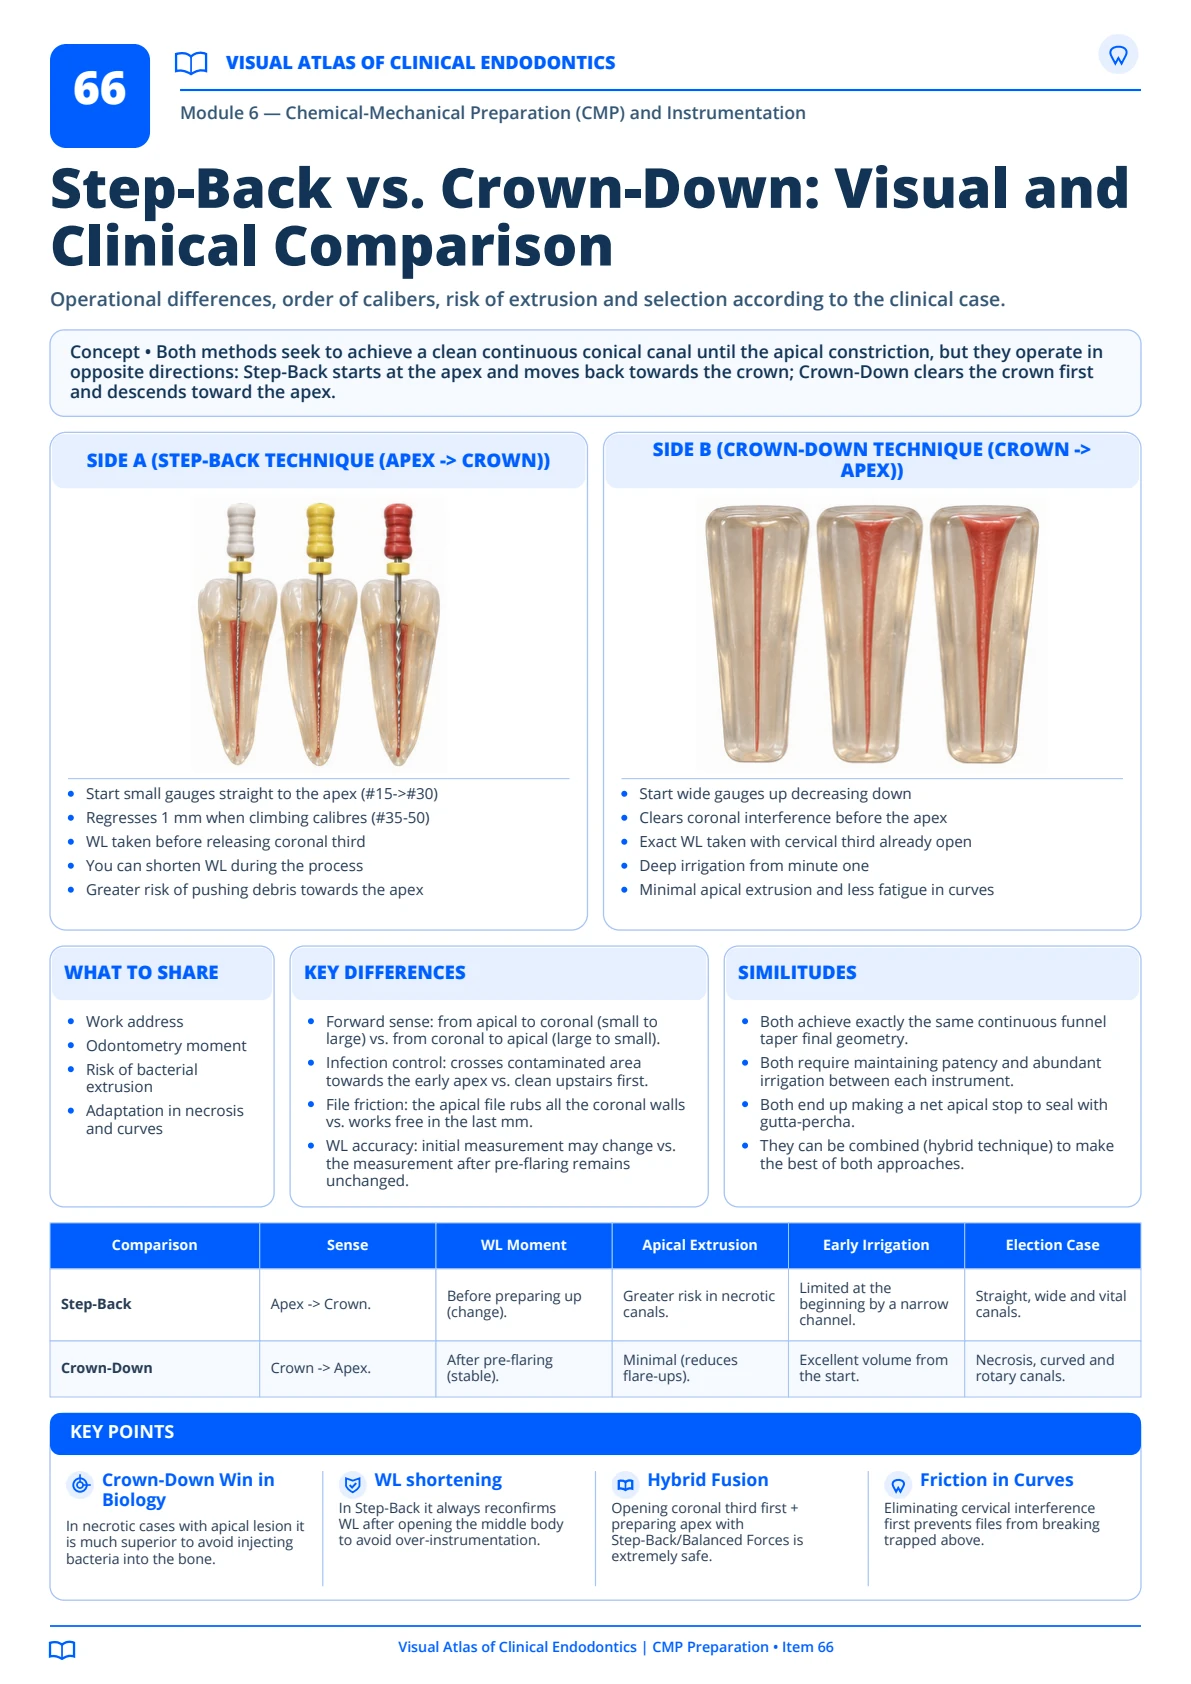 66
VISUAL ATLAS OF CLINICAL ENDODONTICS
Module 6 — Chemical-Mechanical Preparation (CMP) and Instrumentation
Step-Back vs. Crown-Down: Visual and
Clinical Comparison
Operational differences, order of calibers, risk of extrusion and selection according to the clinical case.
Concept • Both methods seek to achieve a clean continuous conical canal until the apical constriction, but they operate in
opposite directions: Step-Back starts at the apex and moves back towards the crown; Crown-Down clears the crown first
and descends toward the apex.
SIDE A (STEP-BACK TECHNIQUE (APEX -> CROWN))
• Start small gauges straight to the apex (#15->#30)
• Regresses 1 mm when climbing calibres (#35-50)
• WL taken before releasing coronal third
• You can shorten WL during the process
• Greater risk of pushing debris towards the apex
SIDE B (CROWN-DOWN TECHNIQUE (CROWN ->
APEX))
• Start wide gauges up decreasing down
• Clears coronal interference before the apex
• Exact WL taken with cervical third already open
• Deep irrigation from minute one
• Minimal apical extrusion and less fatigue in curves
WHAT TO SHARE
• Work address
• Odontometry moment
• Risk of bacterial
extrusion
• Adaptation in necrosis
and curves
KEY DIFFERENCES
• Forward sense: from apical to coronal (small to
large) vs. from coronal to apical (large to small).
• Infection control: crosses contaminated area
towards the early apex vs. clean upstairs first.
• File friction: the apical file rubs all the coronal walls
vs. works free in the last mm.
• WL accuracy: initial measurement may change vs.
the measurement after pre-flaring remains
unchanged.
SIMILITUDES
• Both achieve exactly the same continuous funnel
taper final geometry.
• Both require maintaining patency and abundant
irrigation between each instrument.
• Both end up making a net apical stop to seal with
gutta-percha.
• They can be combined (hybrid technique) to make
the best of both approaches.
Comparison Sense WL Moment Apical Extrusion Early Irrigation Election Case
Step-Back
Apex -> Crown.
Before preparing up
(change).
Greater risk in necrotic
canals.
Limited at the
beginning by a narrow
channel.
Straight, wide and vital
canals.
Crown-Down
Crown -> Apex.
After pre-flaring
(stable).
Minimal (reduces
flare-ups).
Excellent volume from
the start.
Necrosis, curved and
rotary canals.
KEY POINTS
Crown-Down Win in
Biology
In necrotic cases with apical lesion it
is much superior to avoid injecting
bacteria into the bone.
WL shortening
In Step-Back it always reconfirms
WL after opening the middle body
to avoid over-instrumentation.
Hybrid Fusion
Opening coronal third first +
preparing apex with
Step-Back/Balanced Forces is
extremely safe.
Friction in Curves
Eliminating cervical interference
first prevents files from breaking
trapped above.
Visual Atlas of Clinical Endodontics | CMP Preparation • Item 66